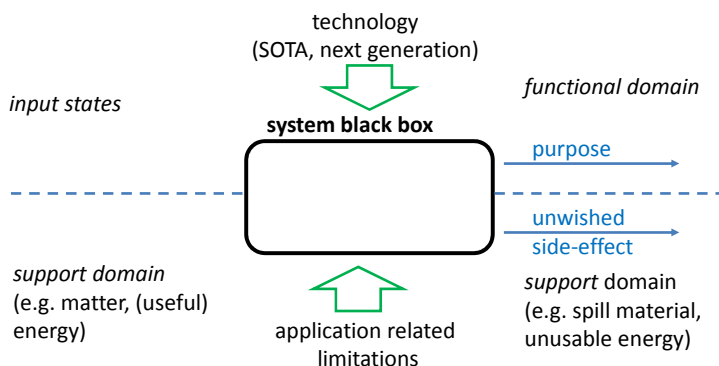 technology
(SOTA, next generation)
input states
functional domain
system black box
purpose
unwished
side-effect
support domain
(e.g. matter, (useful)
energy)
support domain
(e.g. spill material,
unusable energy)
application related
limitations